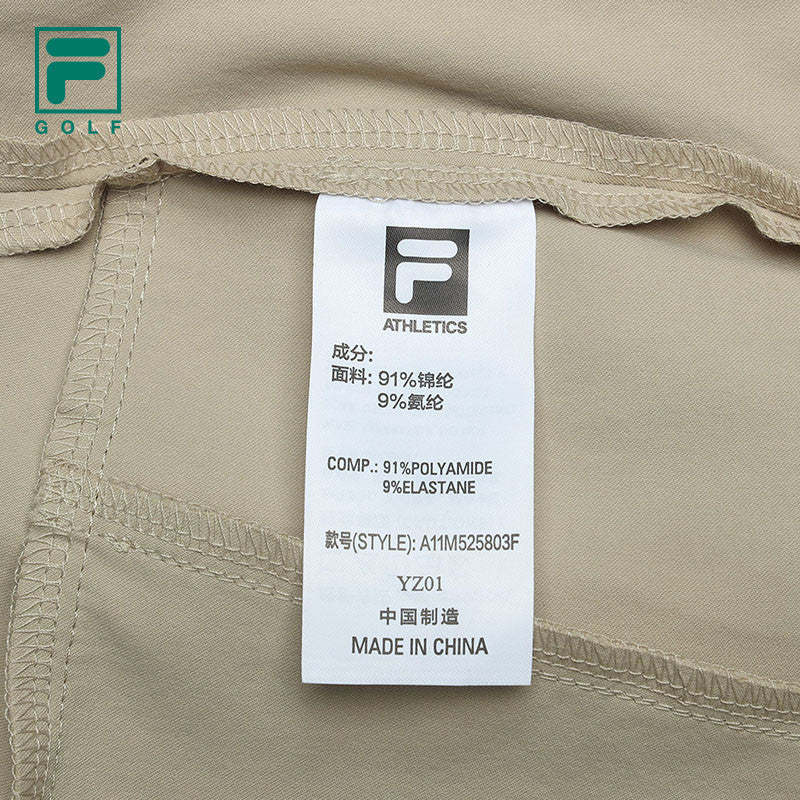 F
GOLF
F
ATHLETICS
成分:
面料: 91%锦纶
9%氨纶
COMP.: 91%POLYAMIDE
9%ELASTANE
款号(STYLE): A11M525803F
YZ01
中国制造
MADE IN CHINA